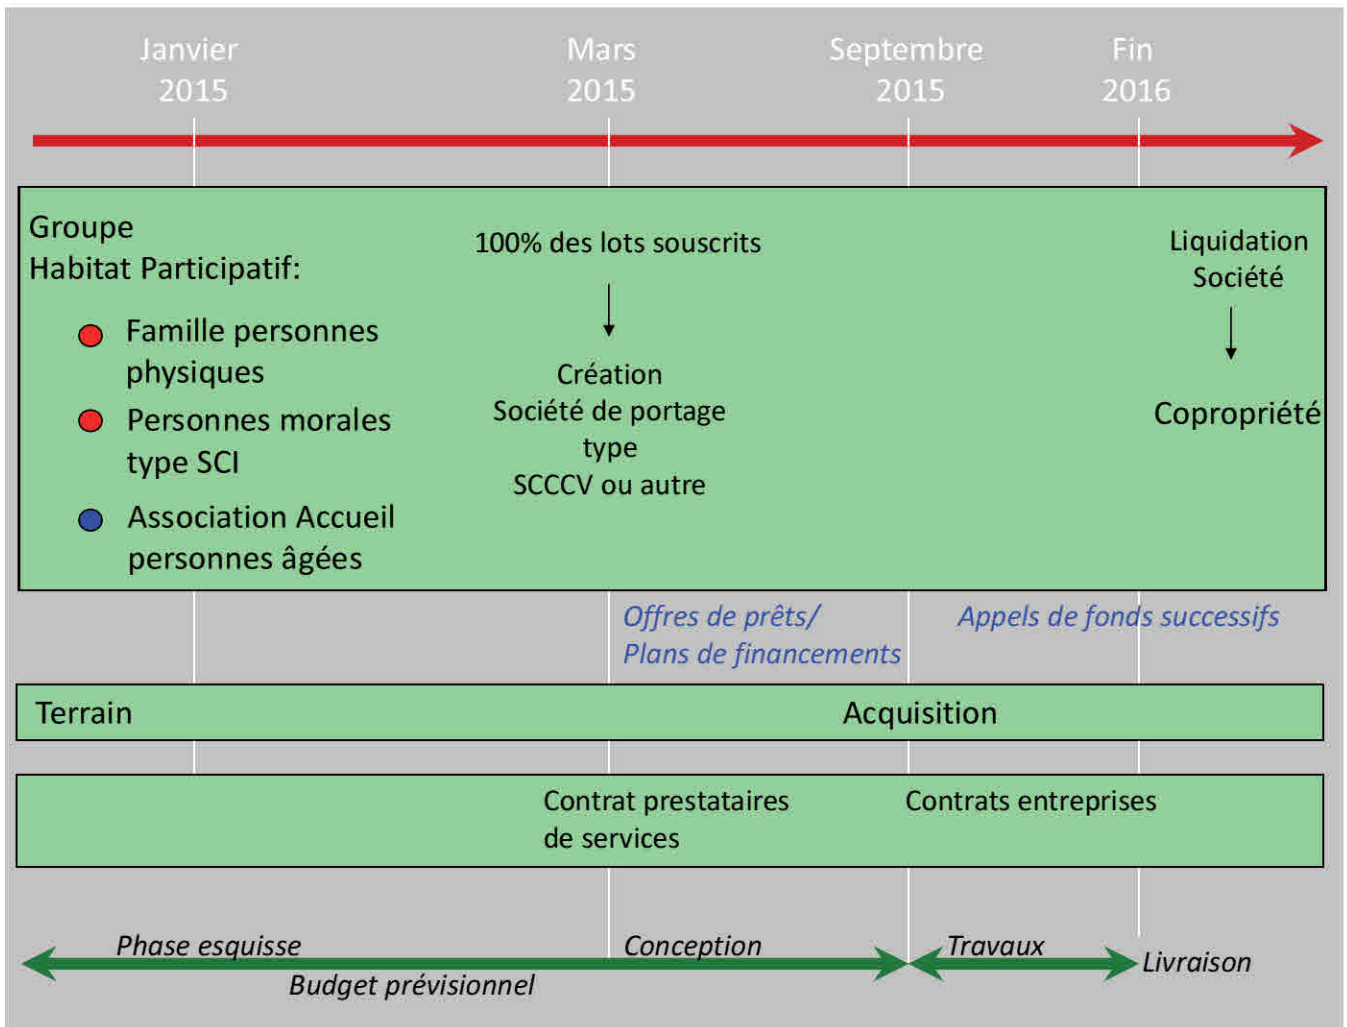 Janvier
2015
Mars
2015
Septembre
2015
Fin
2016
Groupe
Habitat Participatif:
Famille personnes
physiques
Personnes morales
type SCI
Association Accueil
personnes âgées
100% des lots souscrits
Création
Société de portage
type
SCCCV ou autre
Liquidation
Société
Copropriété
Offres de prêts/
Plans de financements
Appels de fonds successifs
Terrain
Acquisition
Contrat prestataires
de services
Contrats entreprises
Phase esquisse
Conception
Travaux
Livraison
Budget prévisionnel